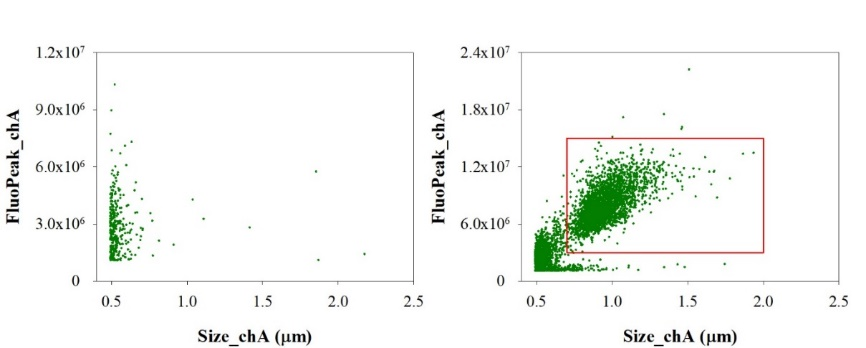 1.2x10⁷
9.0x10⁶
6.0x10⁶
3.0x10⁶
0
FluoPeak_chA
0.5 1.0 1.5 2.0 2.5
Size_chA (μm)
2.4x10⁷
1.8x10⁷
1.2x10⁷
6.0x10⁶
0
FluoPeak_chA
0.5 1.0 1.5 2.0 2.5
Size_chA (μm)